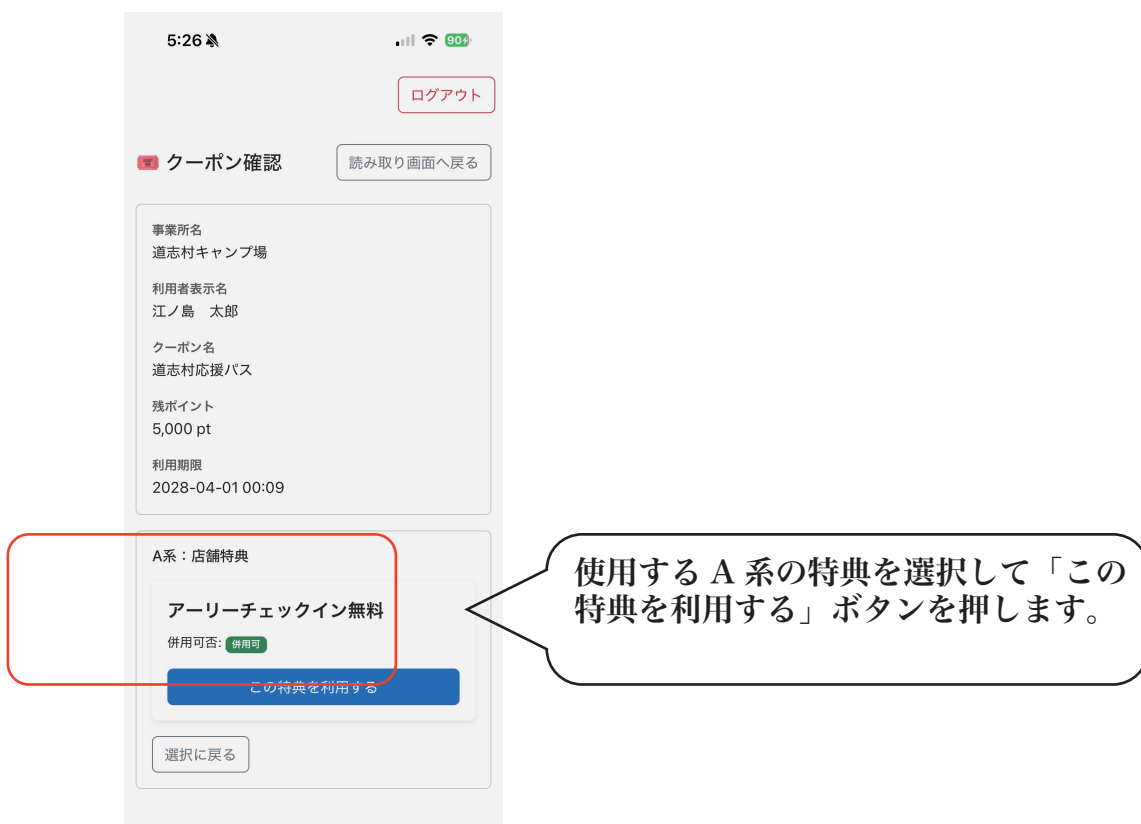 5:26
90
ログアウト
クーポン確認
読み取り画面へ戻る
事業所名
道志村キャンプ場
利用者表示名
江ノ島　太郎
クーポン名
道志村応援パス
残ポイント
5,000 pt
利用期限
2028-04-01 00:09
A系：店舗特典
アーリーチェックイン無料
併用可否: 併用可
この特典を利用する
選択に戻る
使用する A 系の特典を選択して「この
特典を利用する」ボタンを押します。